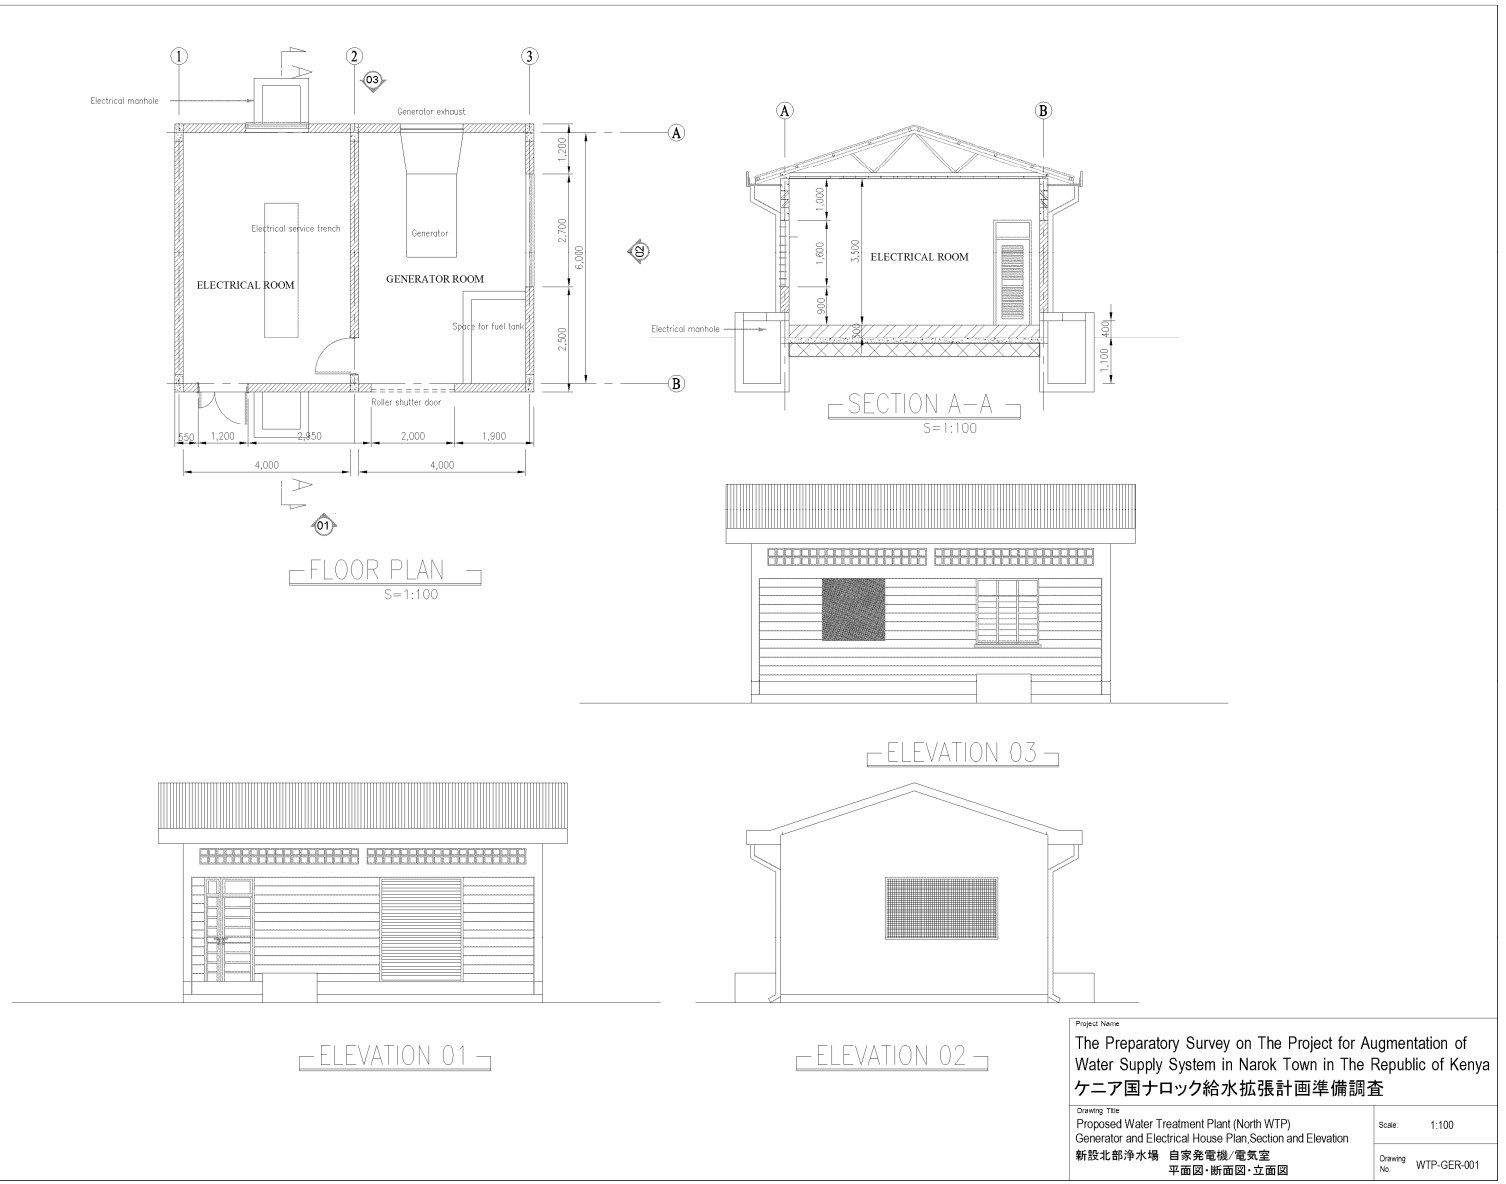 1
2
3
A
03
Electrical manhole
Generator exhaust
A
1,200
Electrical service trench
Generator
2,700
6,000
02
ELECTRICAL ROOM
GENERATOR ROOM
Space for fuel tank
2,500
B
Roller shutter door
550
1,200
2,950
2,000
1,900
4,000
4,000
A
01
FLOOR PLAN
S=1:100
A
B
1,000
1,600
3,500
ELECTRICAL ROOM
900
Electrical manhole
300
400
1,100
SECTION A-A
S=1:100
ELEVATION 03
ELEVATION 01
ELEVATION 02
Project Name
The Preparatory Survey on The Project for Augmentation of
Water Supply System in Narok Town in The Republic of Kenya
ケニア国ナロック給水拡張計画準備調査
Drawing Title
Proposed Water Treatment Plant (North WTP)
Generator and Electrical House Plan,Section and Elevation
新設北部浄水場 自家発電機/電気室
平面図・断面図・立面図
Scale: 1:100
Drawing
No. WTP-GER-001